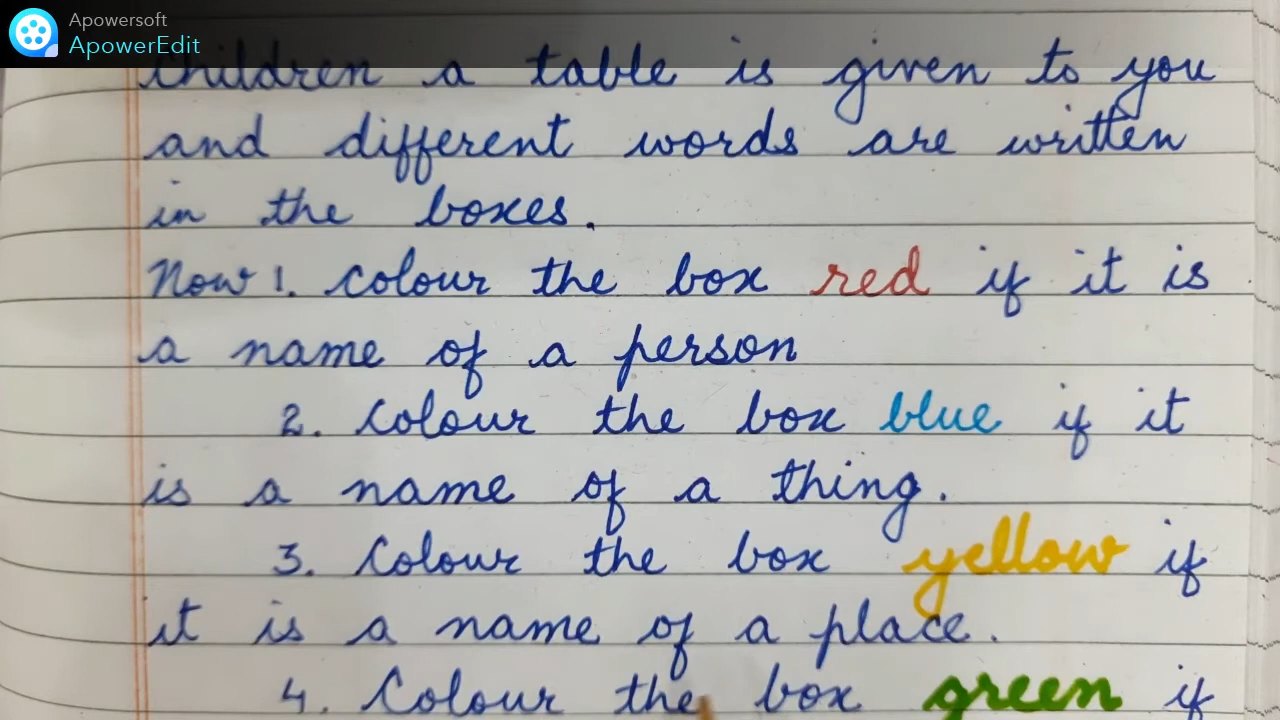 Apowersoft
ApowerEdit
Children a table is given to you
and different words are written
in the boxes.
Now 1. Colour the box red if it is
a name of a person
2. Colour the box blue if it
is a name of a thing.
3. Colour the box yellow if
it is a name of a place.
4. Colour the box green if